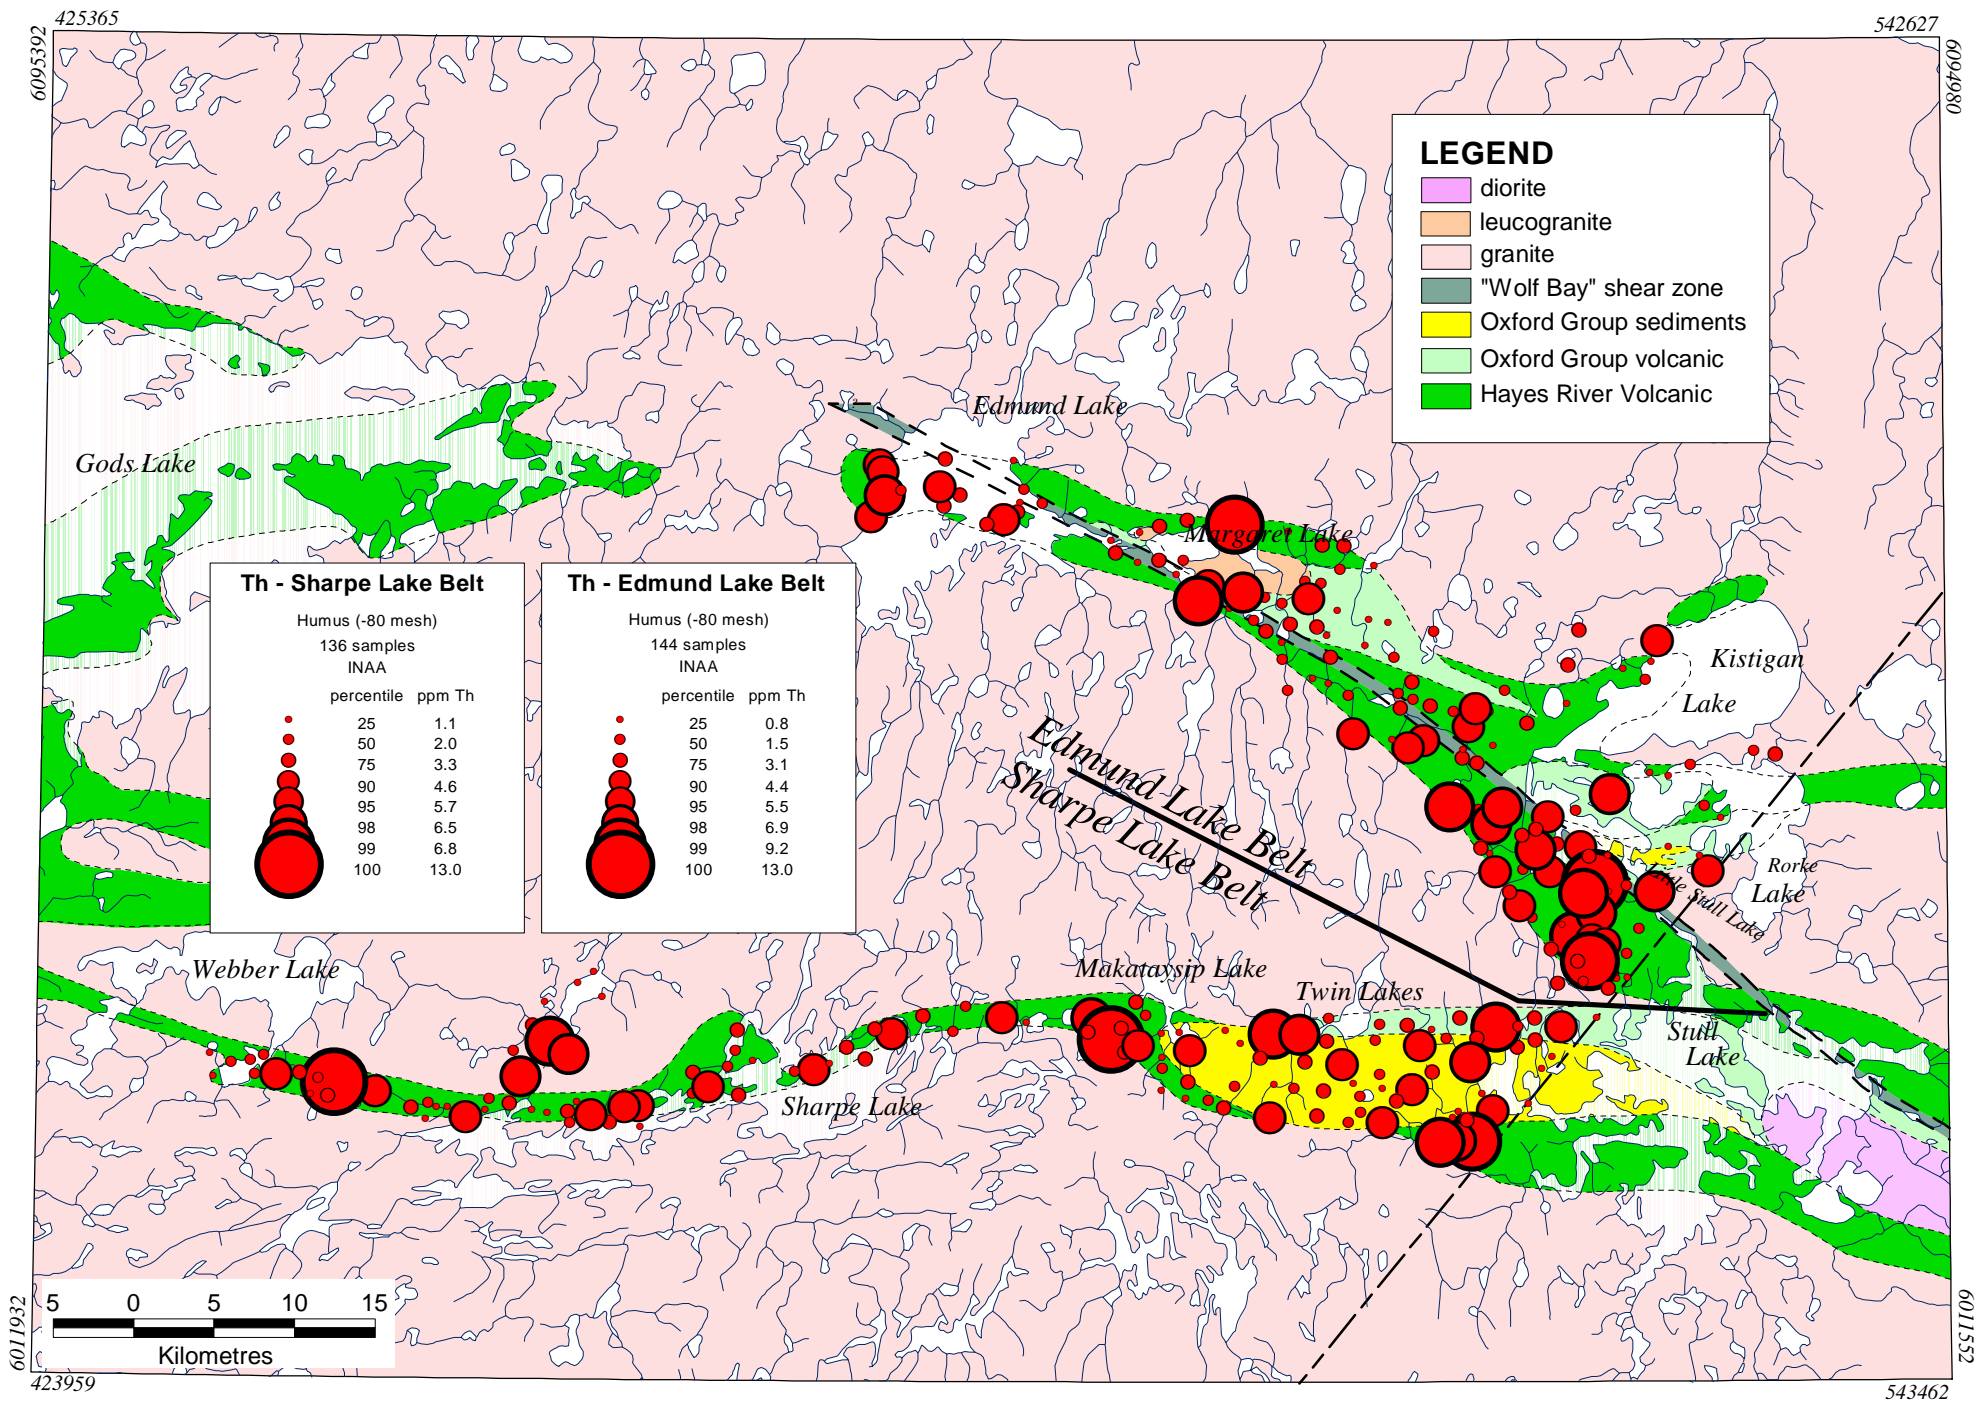 425365
542627
6095392
6094980
LEGEND
diorite
leucogranite
granite
"Wolf Bay" shear zone
Oxford Group sediments
Oxford Group volcanic
Hayes River Volcanic
Edmund Lake
Gods Lake
Margaret Lake
Th - Sharpe Lake Belt
Humus (-80 mesh)
136 samples
INAA
percentile ppm Th
25 1.1
50 2.0
75 3.3
90 4.6
95 5.7
98 6.5
99 6.8
100 13.0
Th - Edmund Lake Belt
Humus (-80 mesh)
144 samples
INAA
percentile ppm Th
25 0.8
50 1.5
75 3.1
90 4.4
95 5.5
98 6.9
99 9.2
100 13.0
Kistigan
Lake
Edmund Lake Belt
Sharpe Lake Belt
Rorke
Lake
Little Stull Lake
Webber Lake
Makataysip Lake
Twin Lakes
Stull
Lake
Sharpe Lake
5 0 5 10 15
Kilometres
6011932
6011552
423959
543462